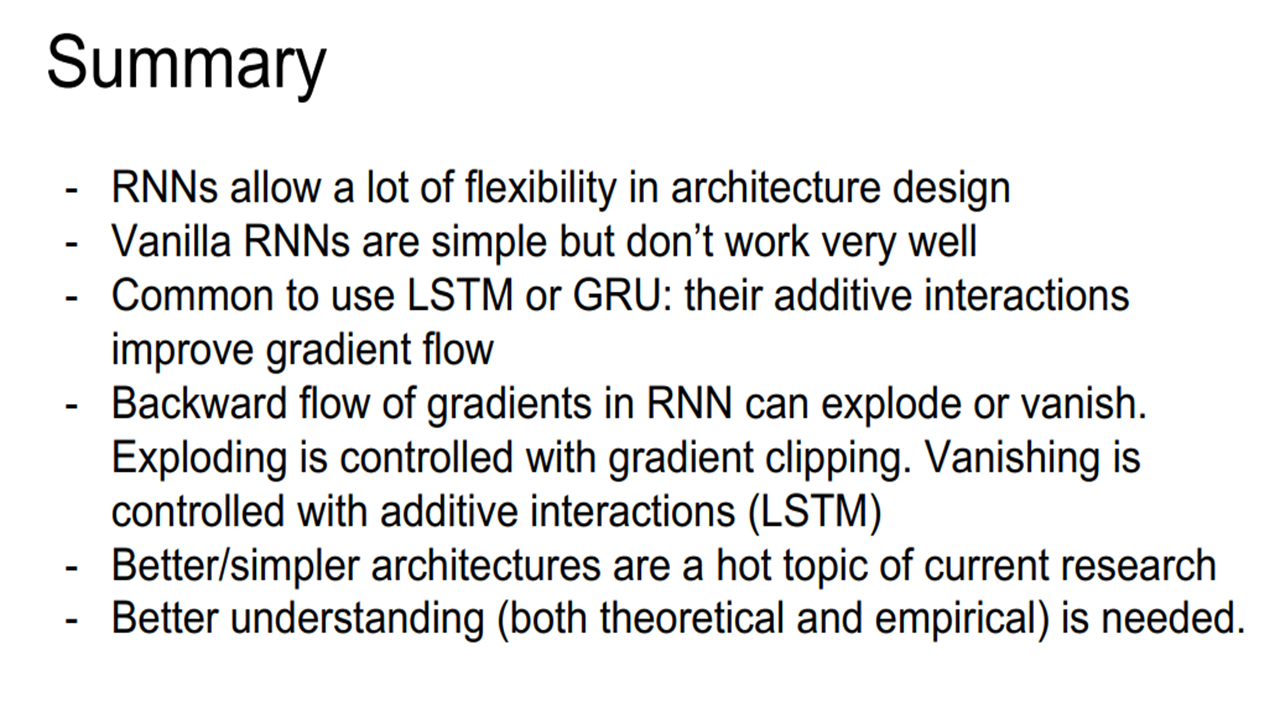 Summary
- RNNs allow a lot of flexibility in architecture design
- Vanilla RNNs are simple but don’t work very well
- Common to use LSTM or GRU: their additive interactions
improve gradient flow
- Backward flow of gradients in RNN can explode or vanish.
Exploding is controlled with gradient clipping. Vanishing is
controlled with additive interactions (LSTM)
- Better/simpler architectures are a hot topic of current research
- Better understanding (both theoretical and empirical) is needed.